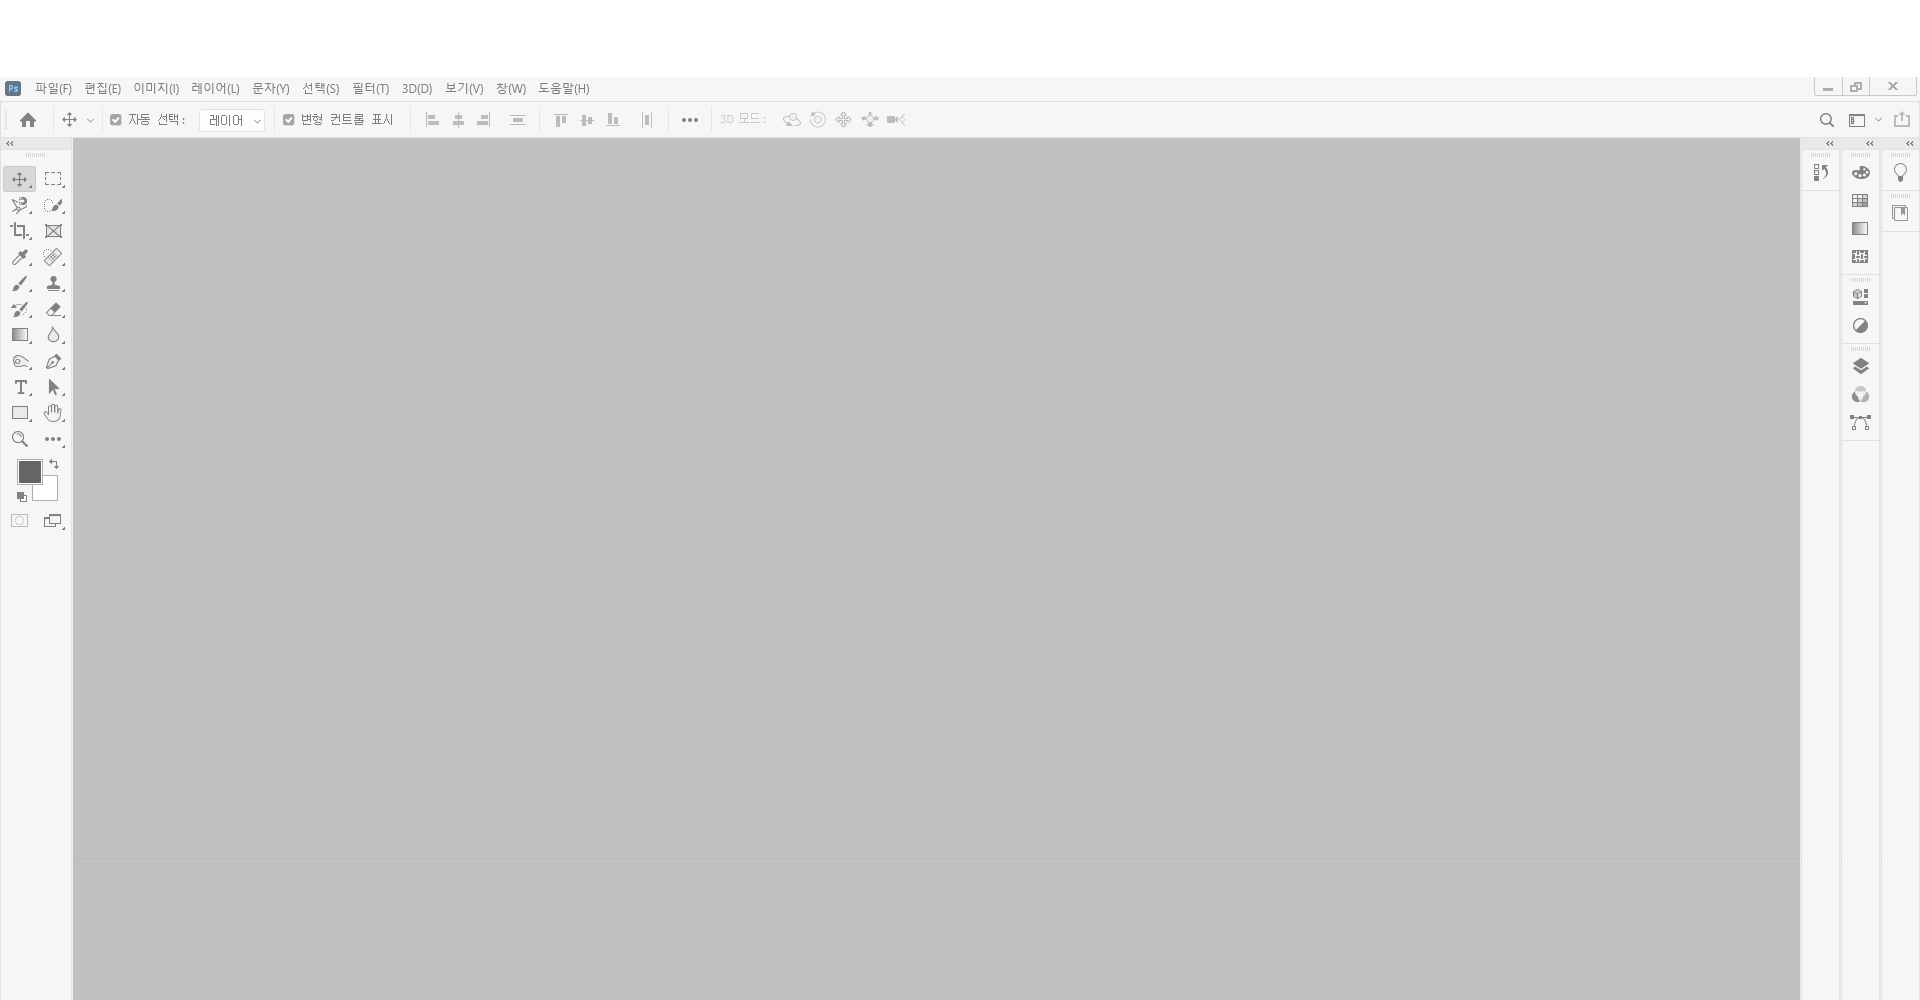 Ps 파일(F) 편집(E) 이미지(I) 레이어(L) 문자(Y) 선택(S) 필터(T) 3D(D) 보기(V) 창(W) 도움말(H)
자동 선택: 레이어 변형 컨트롤 표시 3D 모드: